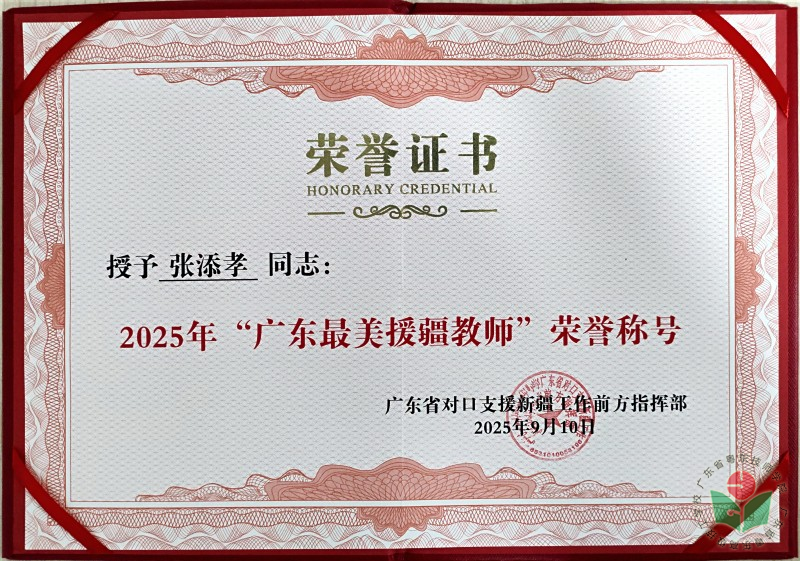 荣誉证书
HONORARY CREDENTIAL
授予 张添孝 同志：
2025年“广东最美援疆教师”荣誉称号
广东省对口支援新疆工作前方指挥部
2025年9月10日